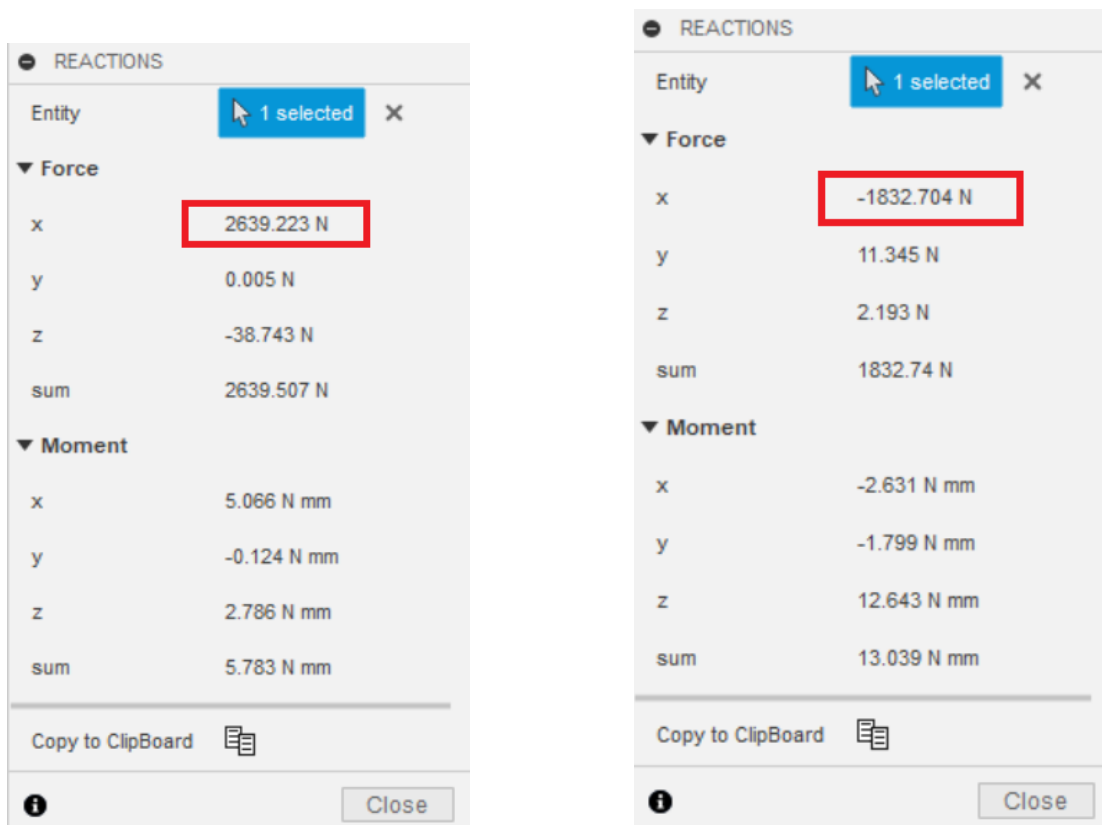 REACTIONS
Entity 1 selected
Force
x 2639.223 N
y 0.005 N
z -38.743 N
sum 2639.507 N
Moment
x 5.066 N mm
y -0.124 N mm
z 2.786 N mm
sum 5.783 N mm
Copy to ClipBoard
Close
REACTIONS
Entity 1 selected
Force
x -1832.704 N
y 11.345 N
z 2.193 N
sum 1832.74 N
Moment
x -2.631 N mm
y -1.799 N mm
z 12.643 N mm
sum 13.039 N mm
Copy to ClipBoard
Close